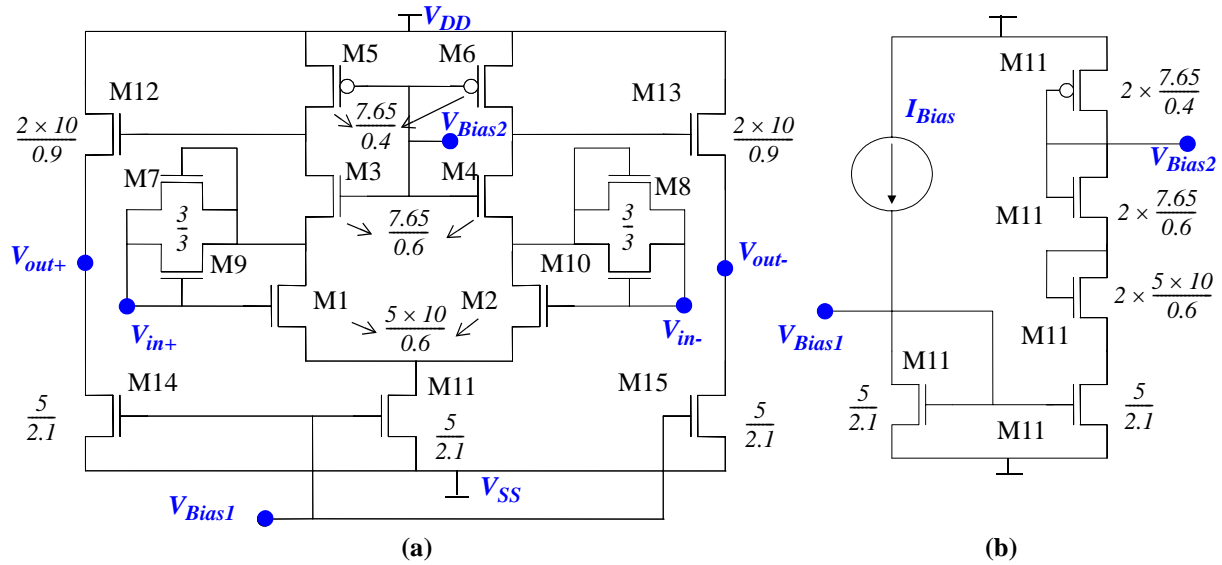 V_DD
M5
M6
M11
M12
M13
2 × 7.65 / 0.4
I_Bias
2 × 10 / 0.9
7.65 / 0.4
V_Bias2
2 × 10 / 0.9
V_Bias2
M7
M3
M4
M8
M11
2 × 7.65 / 0.6
3 / 3
7.65 / 0.6
3 / 3
V_out+
M9
M10
V_out-
2 × 5 × 10 / 0.6
M1
M2
V_in+
5 × 10 / 0.6
V_in-
V_Bias1
M11
M14
M11
M15
M11
5 / 2.1
5 / 2.1
5 / 2.1
5 / 2.1
M11
5 / 2.1
V_SS
V_Bias1
(a)
(b)